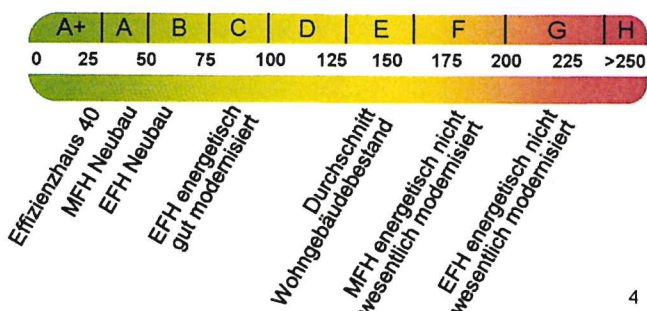 A+ A B C D E F G H
0 25 50 75 100 125 150 175 200 225 >250
Effizienzhaus 40
MFH Neubau
EFH Neubau
EFH energetisch
gut modernisiert
Durchschnitt
Wohngebäudebestand
MFH energetisch nicht
wesentlich modernisiert
EFH energetisch nicht
wesentlich modernisiert
4